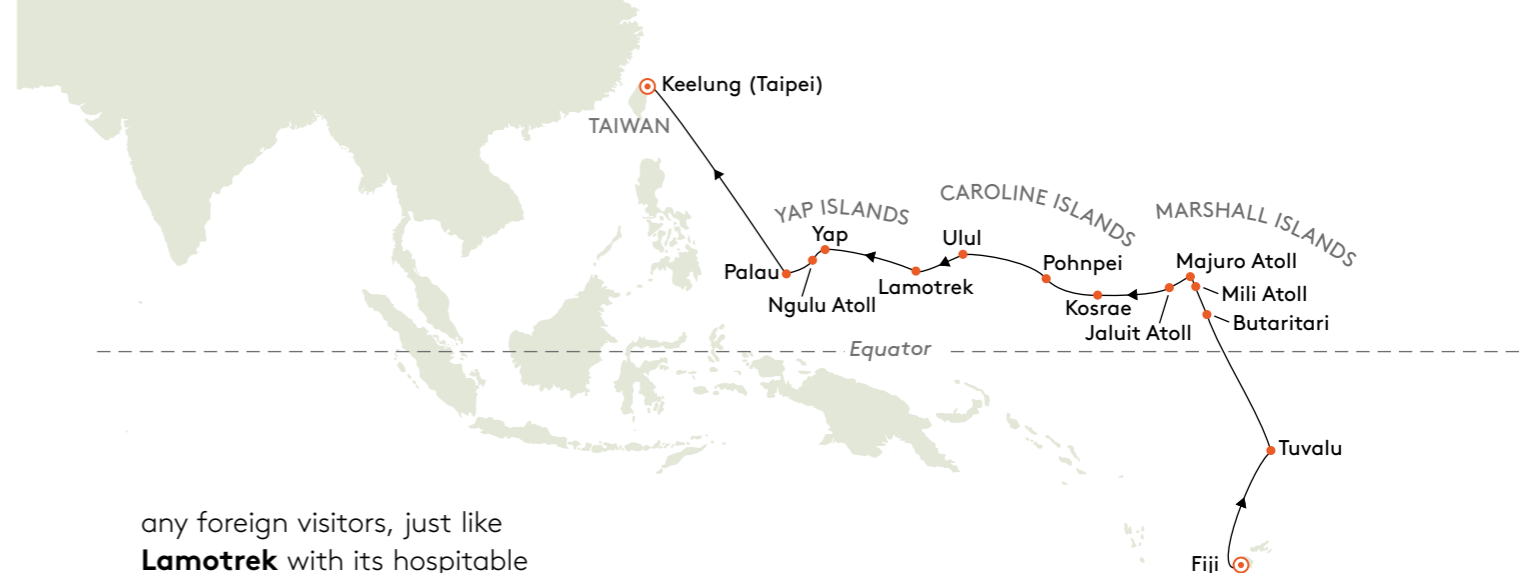 Keelung (Taipei)
TAIWAN
CAROLINE ISLANDS
YAP ISLANDS
MARSHALL ISLANDS
Yap
Ulul
Palau
Pohnpei
Majuro Atoll
Ngulu Atoll
Lamotrek
Mili Atoll
Kosrae
Butaritari
Jaluit Atoll
Equator
Tuvalu
any foreign visitors, just like
Lamotrek with its hospitable
Fiji